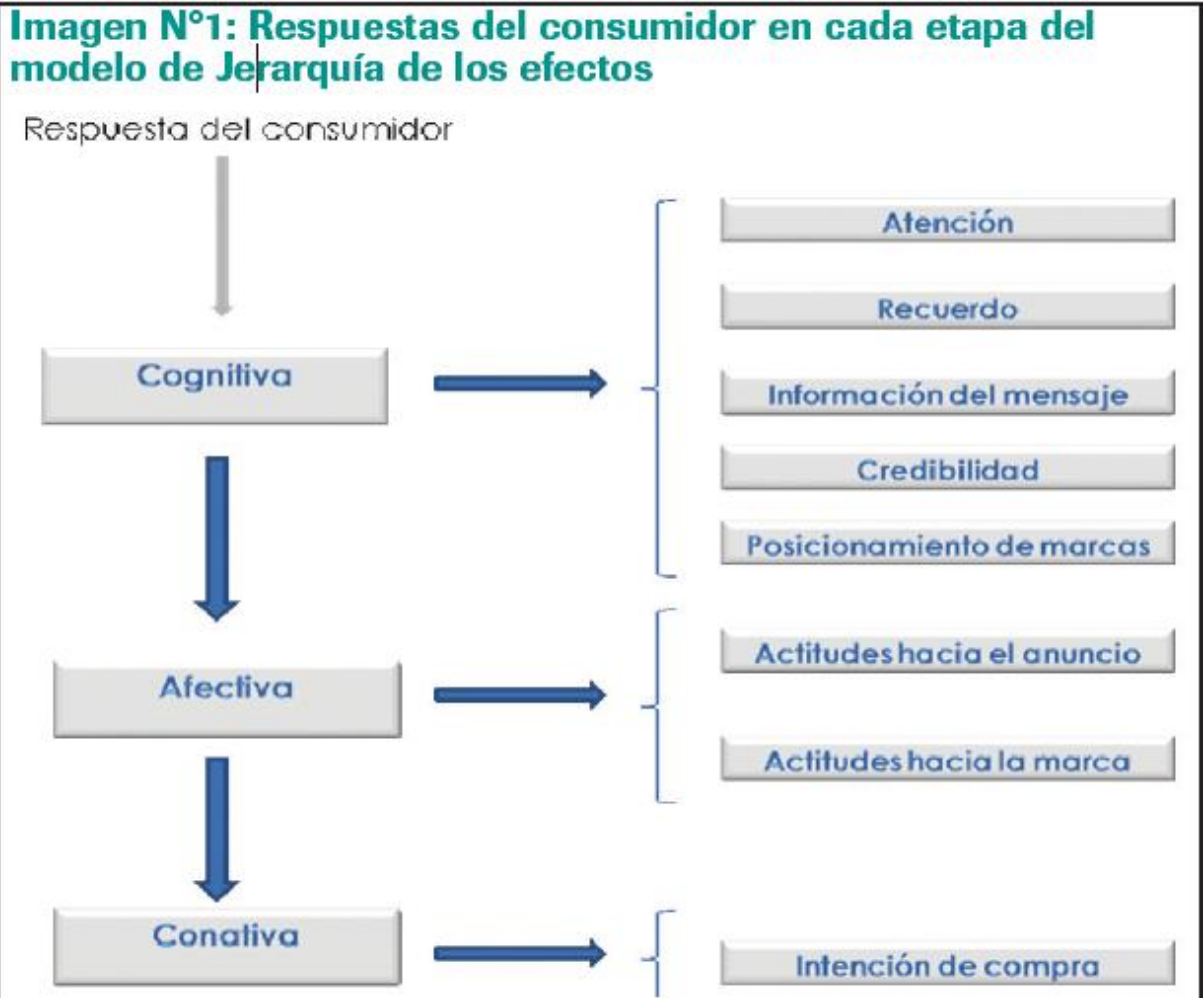 Imagen N°1: Respuestas del consumidor en cada etapa del
modelo de Jerarquía de los efectos
Respuesta del consumidor
Cognitiva
Atención
Recuerdo
Información del mensaje
Credibilidad
Posicionamiento de marcas
Afectiva
Actitudes hacia el anuncio
Actitudes hacia la marca
Conativa
Intención de compra